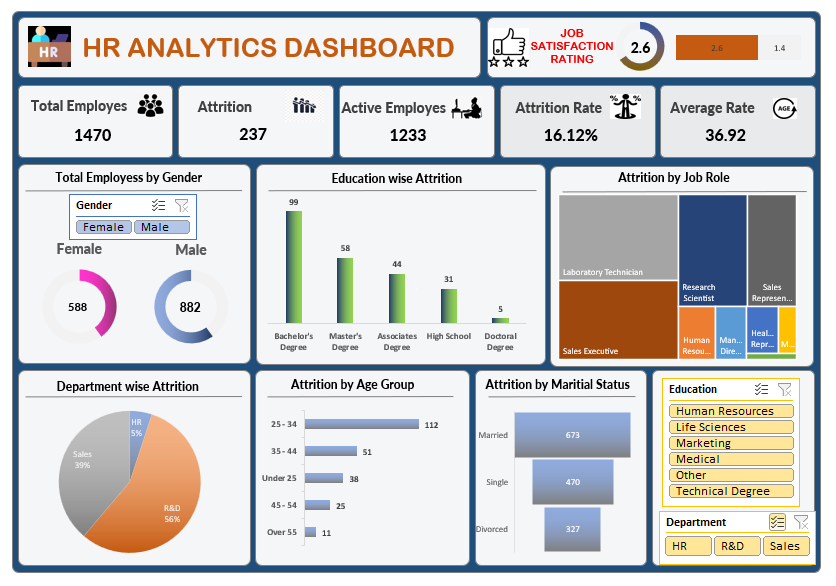 HR
HR ANALYTICS DASHBOARD
JOB
SATISFACTION
RATING
2.6
2.6
1.4
Total Employes
1470
Attrition
237
Active Employes
1233
Attrition Rate
% %
16.12%
Average Rate
AGE
36.92
Total Employess by Gender
Gender
Female
Male
Female
Male
588
882
Education wise Attrition
99
58
44
31
5
Bachelor's
Degree
Master's
Degree
Associates
Degree
High School
Doctoral
Degree
Attrition by Job Role
Laboratory Technician
Sales Executive
Research
Scientist
Sales
Represen...
Human
Resou...
Man...
Dire...
Heal...
Repr...
M...
Department wise Attrition
HR
5%
Sales
39%
R&D
56%
Attrition by Age Group
25 - 34
112
35 - 44
51
Under 25
38
45 - 54
25
Over 55
11
Attrition by Maritial Status
Married
673
Single
470
Divorced
327
Education
Human Resources
Life Sciences
Marketing
Medical
Other
Technical Degree
Department
HR
R&D
Sales